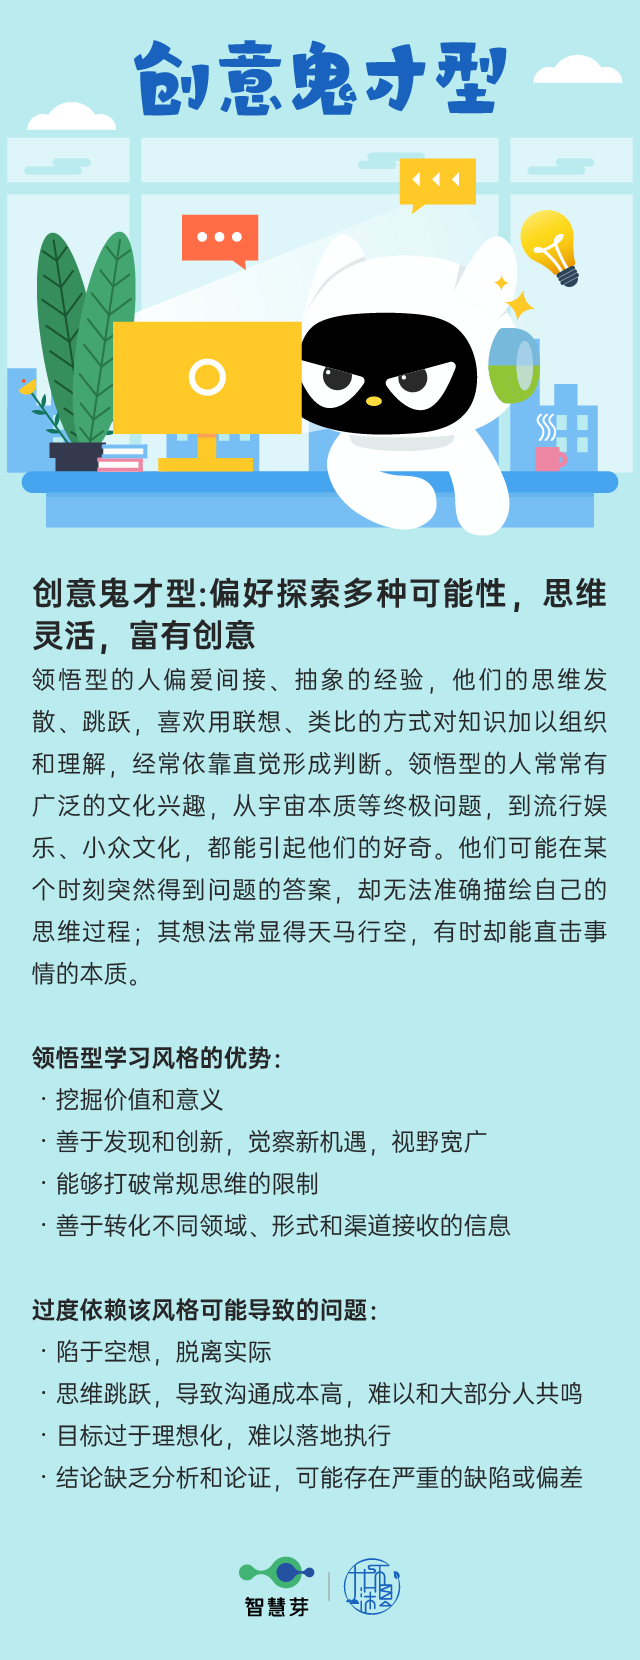 创意鬼才型
创意鬼才型:偏好探索多种可能性，思维
灵活，富有创意
领悟型的人偏爱间接、抽象的经验，他们的思维发
散、跳跃，喜欢用联想、类比的方式对知识加以组织
和理解，经常依靠直觉形成判断。领悟型的人常常有
广泛的文化兴趣，从宇宙本质等终极问题，到流行娱
乐、小众文化，都能引起他们的好奇。他们可能在某
个时刻突然得到问题的答案，却无法准确描绘自己的
思维过程；其想法常显得天马行空，有时却能直击事
情的本质。
领悟型学习风格的优势：
·挖掘价值和意义
·善于发现和创新，觉察新机遇，视野宽广
·能够打破常规思维的限制
·善于转化不同领域、形式和渠道接收的信息
过度依赖该风格可能导致的问题：
·陷于空想，脱离实际
·思维跳跃，导致沟通成本高，难以和大部分人共鸣
·目标过于理想化，难以落地执行
·结论缺乏分析和论证，可能存在严重的缺陷或偏差
智慧芽